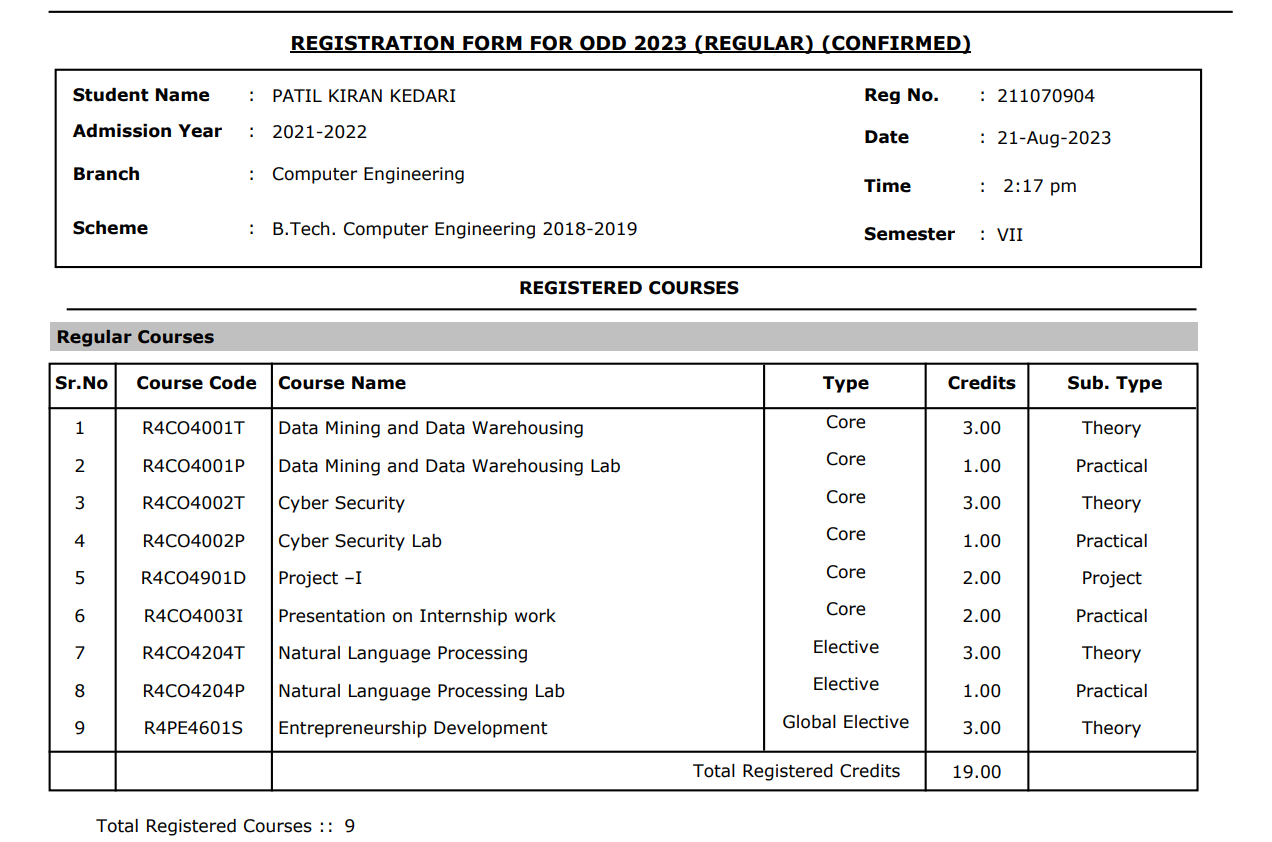 REGISTRATION FORM FOR ODD 2023 (REGULAR) (CONFIRMED)
Student Name : PATIL KIRAN KEDARI Reg No. : 211070904
Admission Year : 2021-2022 Date : 21-Aug-2023
Branch : Computer Engineering Time : 2:17 pm
Scheme : B.Tech. Computer Engineering 2018-2019 Semester : VII
REGISTERED COURSES
Regular Courses
Sr.No Course Code Course Name Type Credits Sub. Type
1 R4CO4001T Data Mining and Data Warehousing Core 3.00 Theory
2 R4CO4001P Data Mining and Data Warehousing Lab Core 1.00 Practical
3 R4CO4002T Cyber Security Core 3.00 Theory
4 R4CO4002P Cyber Security Lab Core 1.00 Practical
5 R4CO4901D Project –I Core 2.00 Project
6 R4CO4003I Presentation on Internship work Core 2.00 Practical
7 R4CO4204T Natural Language Processing Elective 3.00 Theory
8 R4CO4204P Natural Language Processing Lab Elective 1.00 Practical
9 R4PE4601S Entrepreneurship Development Global Elective 3.00 Theory
Total Registered Credits 19.00
Total Registered Courses :: 9